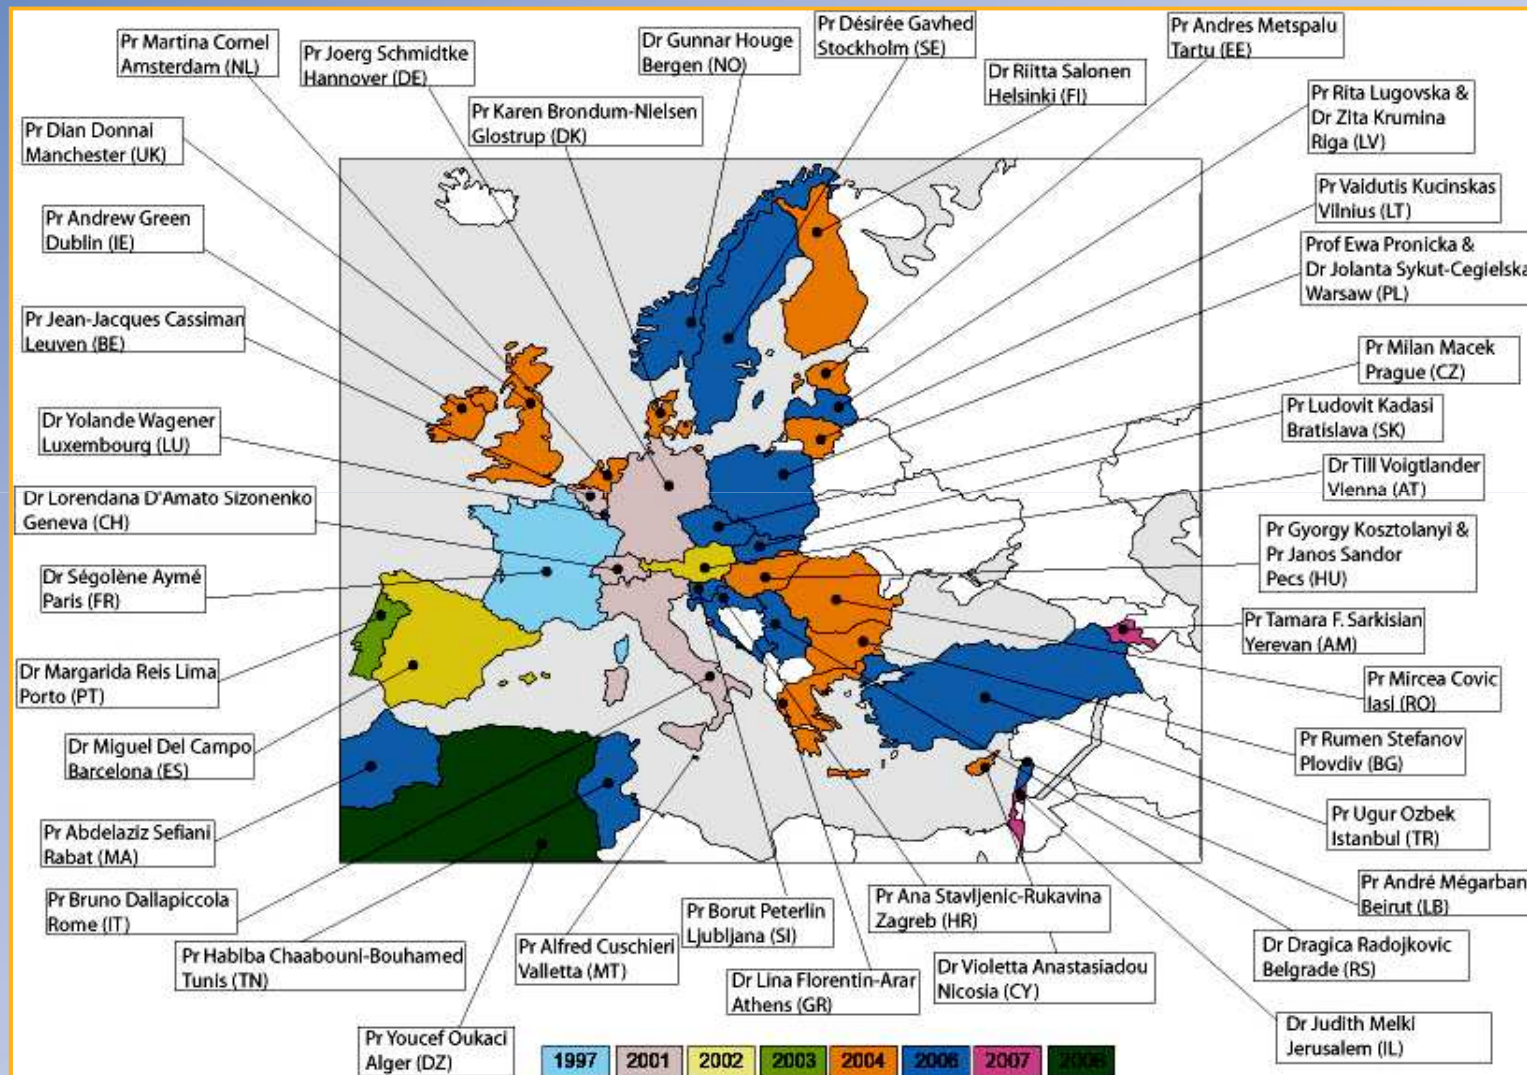 Pr Martina Cornel
Amsterdam (NL)
Pr Joerg Schmidtke
Hannover (DE)
Dr Gunnar Houge
Bergen (NO)
Pr Désirée Gavhed
Stockholm (SE)
Pr Andres Metspalu
Tartu (EE)
Dr Riitta Salonen
Helsinki (FI)
Pr Karen Brondum-Nielsen
Glostrup (DK)
Pr Rita Lugovska &
Dr Zita Krumina
Riga (LV)
Pr Dian Donnai
Manchester (UK)
Pr Vaidutis Kucinskas
Vilnius (LT)
Pr Andrew Green
Dublin (IE)
Prof Ewa Pronicka &
Dr Jolanta Sykut-Cegielska
Warsaw (PL)
Pr Jean-Jacques Cassiman
Leuven (BE)
Pr Milan Macek
Prague (CZ)
Dr Yolande Wagener
Luxembourg (LU)
Pr Ludovit Kadasi
Bratislava (SK)
Dr Till Voigtlander
Vienna (AT)
Dr Lorendana D'Amato Sizonenko
Geneva (CH)
Pr Gyorgy Kosztolanyi &
Pr Janos Sandor
Pecs (HU)
Dr Ségolène Aymé
Paris (FR)
Pr Tamara F. Sarkisian
Yerevan (AM)
Dr Margarida Reis Lima
Porto (PT)
Pr Mircea Covic
Iasi (RO)
Dr Miguel Del Campo
Barcelona (ES)
Pr Rumen Stefanov
Plovdiv (BG)
Pr Abdelaziz Sefiani
Rabat (MA)
Pr Ugur Ozbek
Istanbul (TR)
Pr Bruno Dallapiccola
Rome (IT)
Pr André Mégarban
Beirut (LB)
Pr Habiba Chaabouni-Bouhamed
Tunis (TN)
Pr Alfred Cuschieri
Valletta (MT)
Pr Borut Peterlin
Ljubljana (SI)
Pr Ana Stavljenic-Rukavina
Zagreb (HR)
Dr Dragica Radojkovic
Belgrade (RS)
Dr Lina Florentin-Arar
Athens (GR)
Dr Violetta Anastasiadou
Nicosia (CY)
Dr Judith Melki
Jerusalem (IL)
Pr Youcef Oukaci
Alger (DZ)
1997 2001 2002 2003 2004 2006 2007